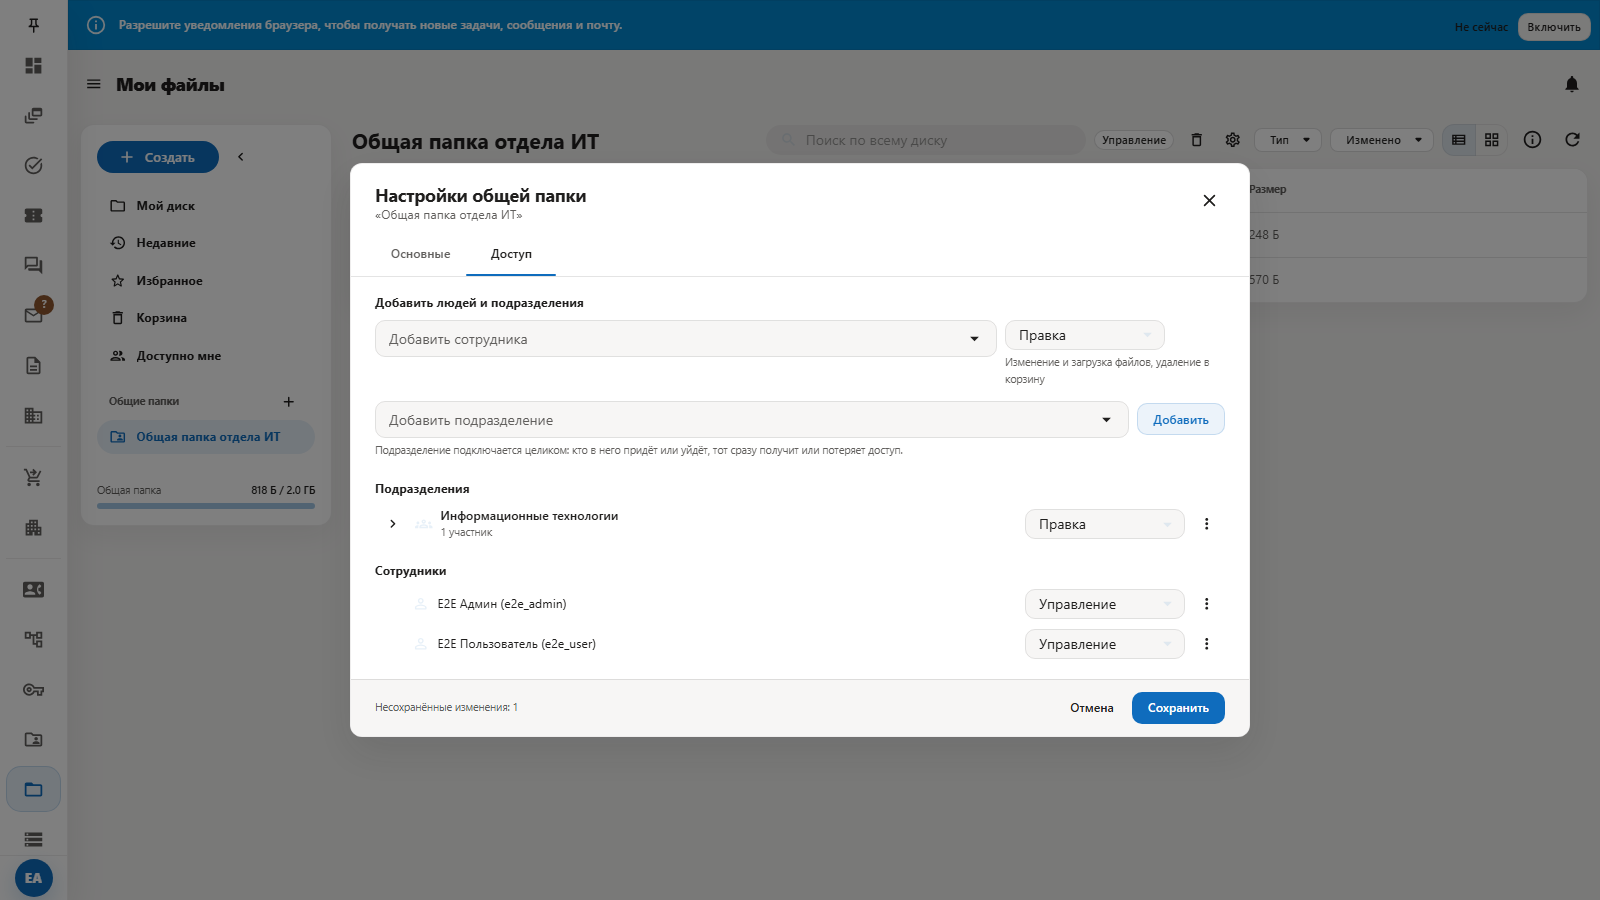 Разрешите уведомления браузера, чтобы получать новые задачи, сообщения и почту.
Не сейчас
Включить
Мои файлы
Создать
Мой диск
Недавние
Избранное
Корзина
Доступно мне
Общие папки
Общая папка отдела ИТ
Общая папка
818 Б / 2.0 ГБ
?
EA
Общая папка отдела ИТ
Поиск по всему диску
Управление
Тип
Изменено
Размер
248 Б
570 Б
Настройки общей папки
«Общая папка отдела ИТ»
Основные
Доступ
Добавить людей и подразделения
Добавить сотрудника
Правка
Изменение и загрузка файлов, удаление в
корзину
Добавить подразделение
Добавить
Подразделение подключается целиком: кто в него придёт или уйдёт, тот сразу получит или потеряет доступ.
Подразделения
Информационные технологии
1 участник
Правка
Сотрудники
E2E Админ (e2e_admin)
Управление
E2E Пользователь (e2e_user)
Управление
Несохранённые изменения: 1
Отмена
Сохранить